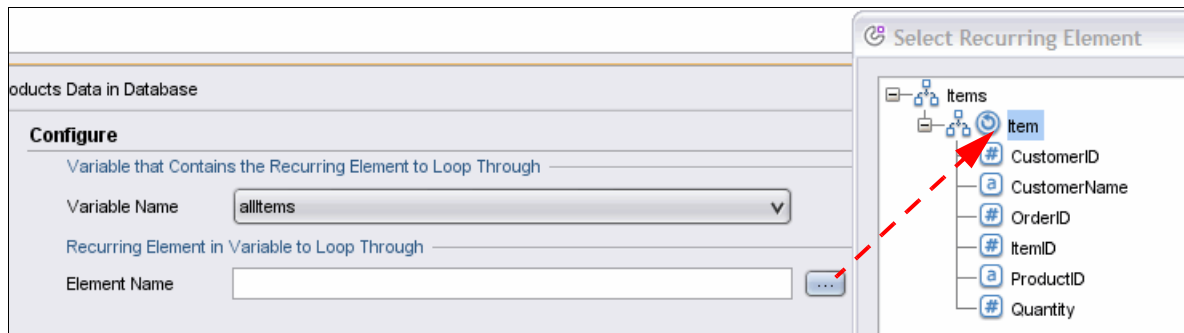 Select Recurring Element
oducts Data in Database
Configure
Variable that Contains the Recurring Element to Loop Through
Variable Name
allItems
Recurring Element in Variable to Loop Through
Element Name
...
Items
Item
CustomerID
CustomerName
OrderID
ItemID
ProductID
Quantity